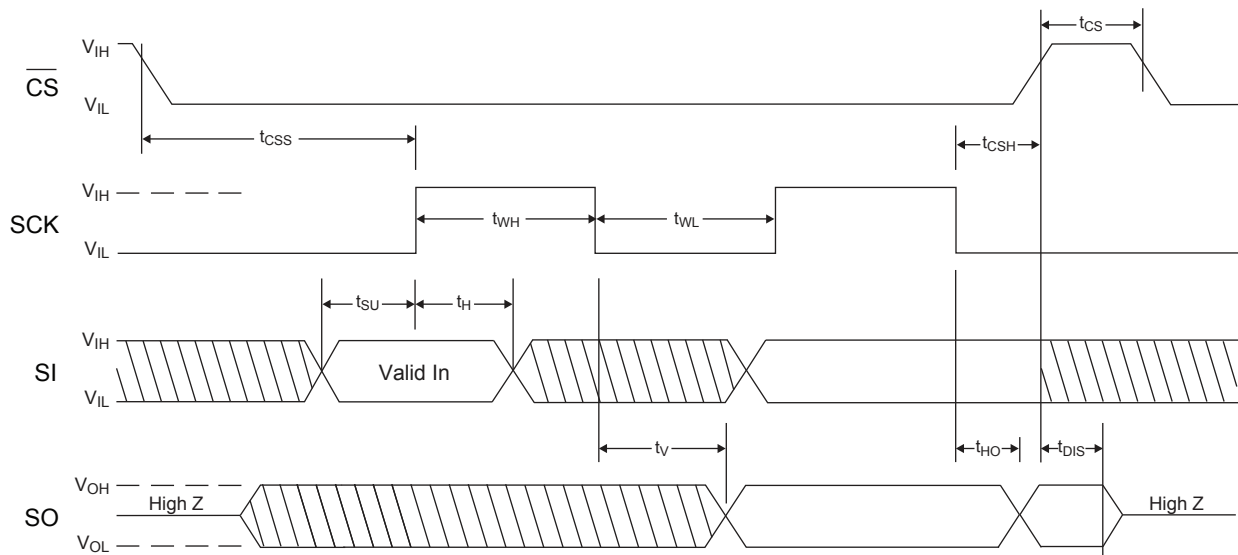 tCS
VIH
CS
VIL
tCSS
tCSH
VIH
SCK
tWH
tWL
VIL
tSU
tH
VIH
SI
Valid In
VIL
tV
tHO
tDIS
VOH
High Z
High Z
SO
VOL